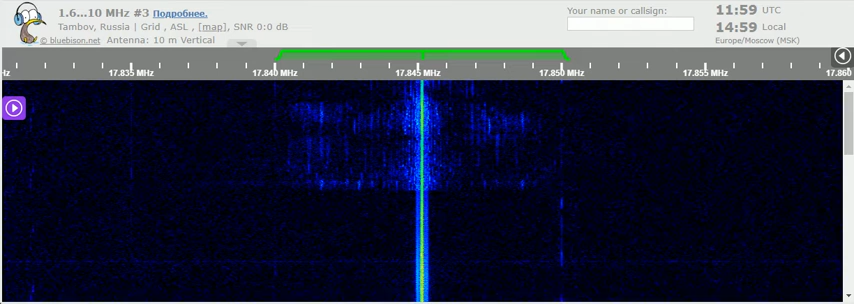 1.6...10 MHz #3 Подробнее.
Tambov, Russia | Grid , ASL , [map], SNR 0:0 dB
© bluebison.net Antenna: 10 m Vertical
Your name or callsign:
11:59 UTC
14:59 Local
Europe/Moscow (MSK)
Hz 17.835 MHz 17.840 MHz 17.845 MHz 17.850 MHz 17.855 MHz 17.860